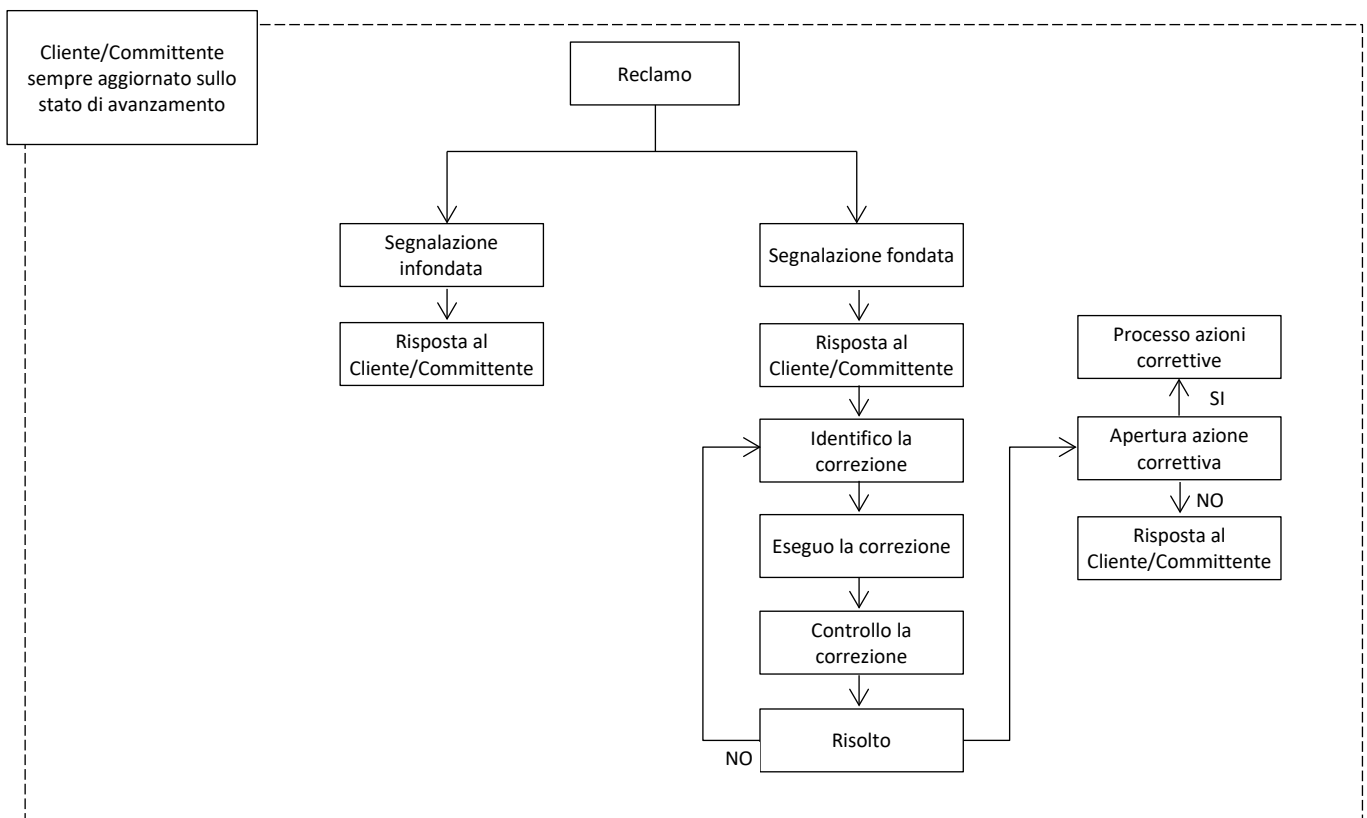 Cliente/Committente
sempre aggiornato sullo
stato di avanzamento
Reclamo
Segnalazione
infondata
Segnalazione fondata
Risposta al
Cliente/Committente
Risposta al
Cliente/Committente
Processo azioni
correttive
SI
Identifico la
correzione
Apertura azione
correttiva
NO
Eseguo la correzione
Risposta al
Cliente/Committente
Controllo la
correzione
Risolto
NO